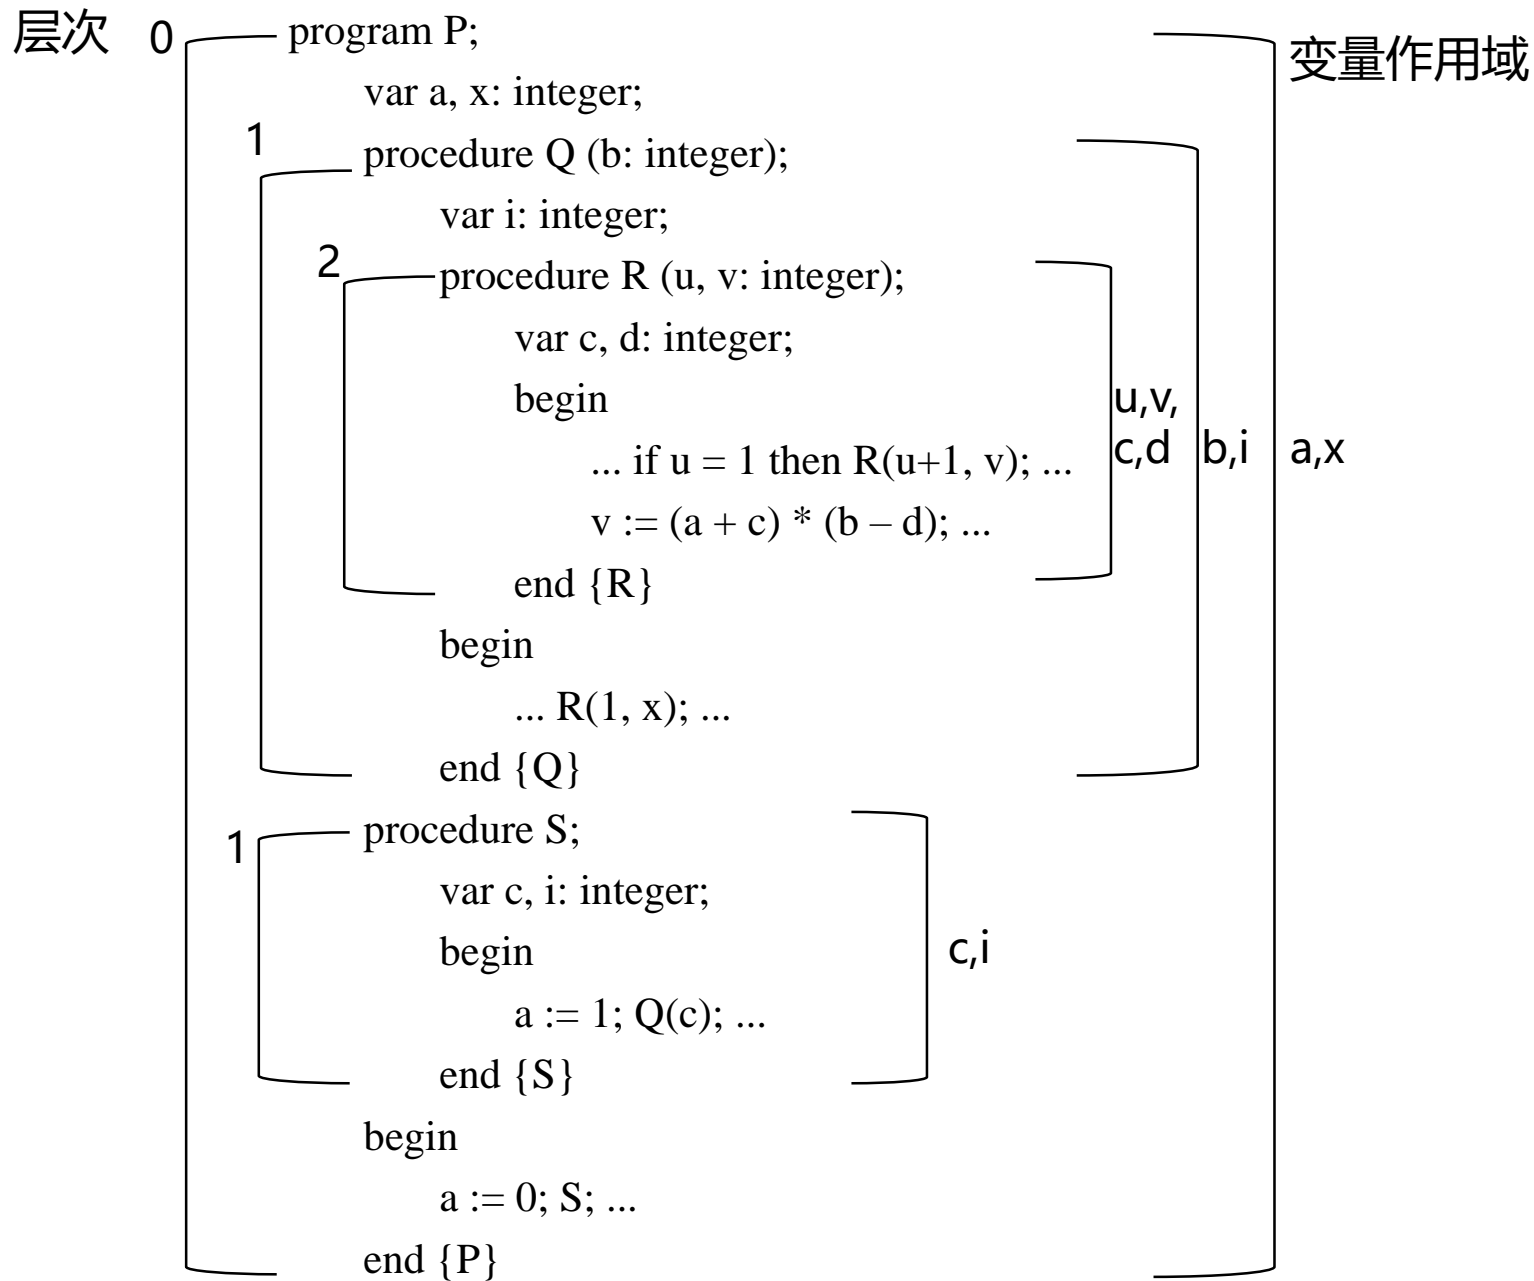 层次 0 program P; 变量作用域
var a, x: integer;
1 procedure Q (b: integer);
var i: integer;
2 procedure R (u, v: integer);
var c, d: integer;
begin u,v,
c,d b,i a,x
... if u = 1 then R(u+1, v); ...
v := (a + c) * (b – d); ...
end {R}
begin
... R(1, x); ...
end {Q}
1 procedure S;
var c, i: integer;
begin c,i
a := 1; Q(c); ...
end {S}
begin
a := 0; S; ...
end {P}